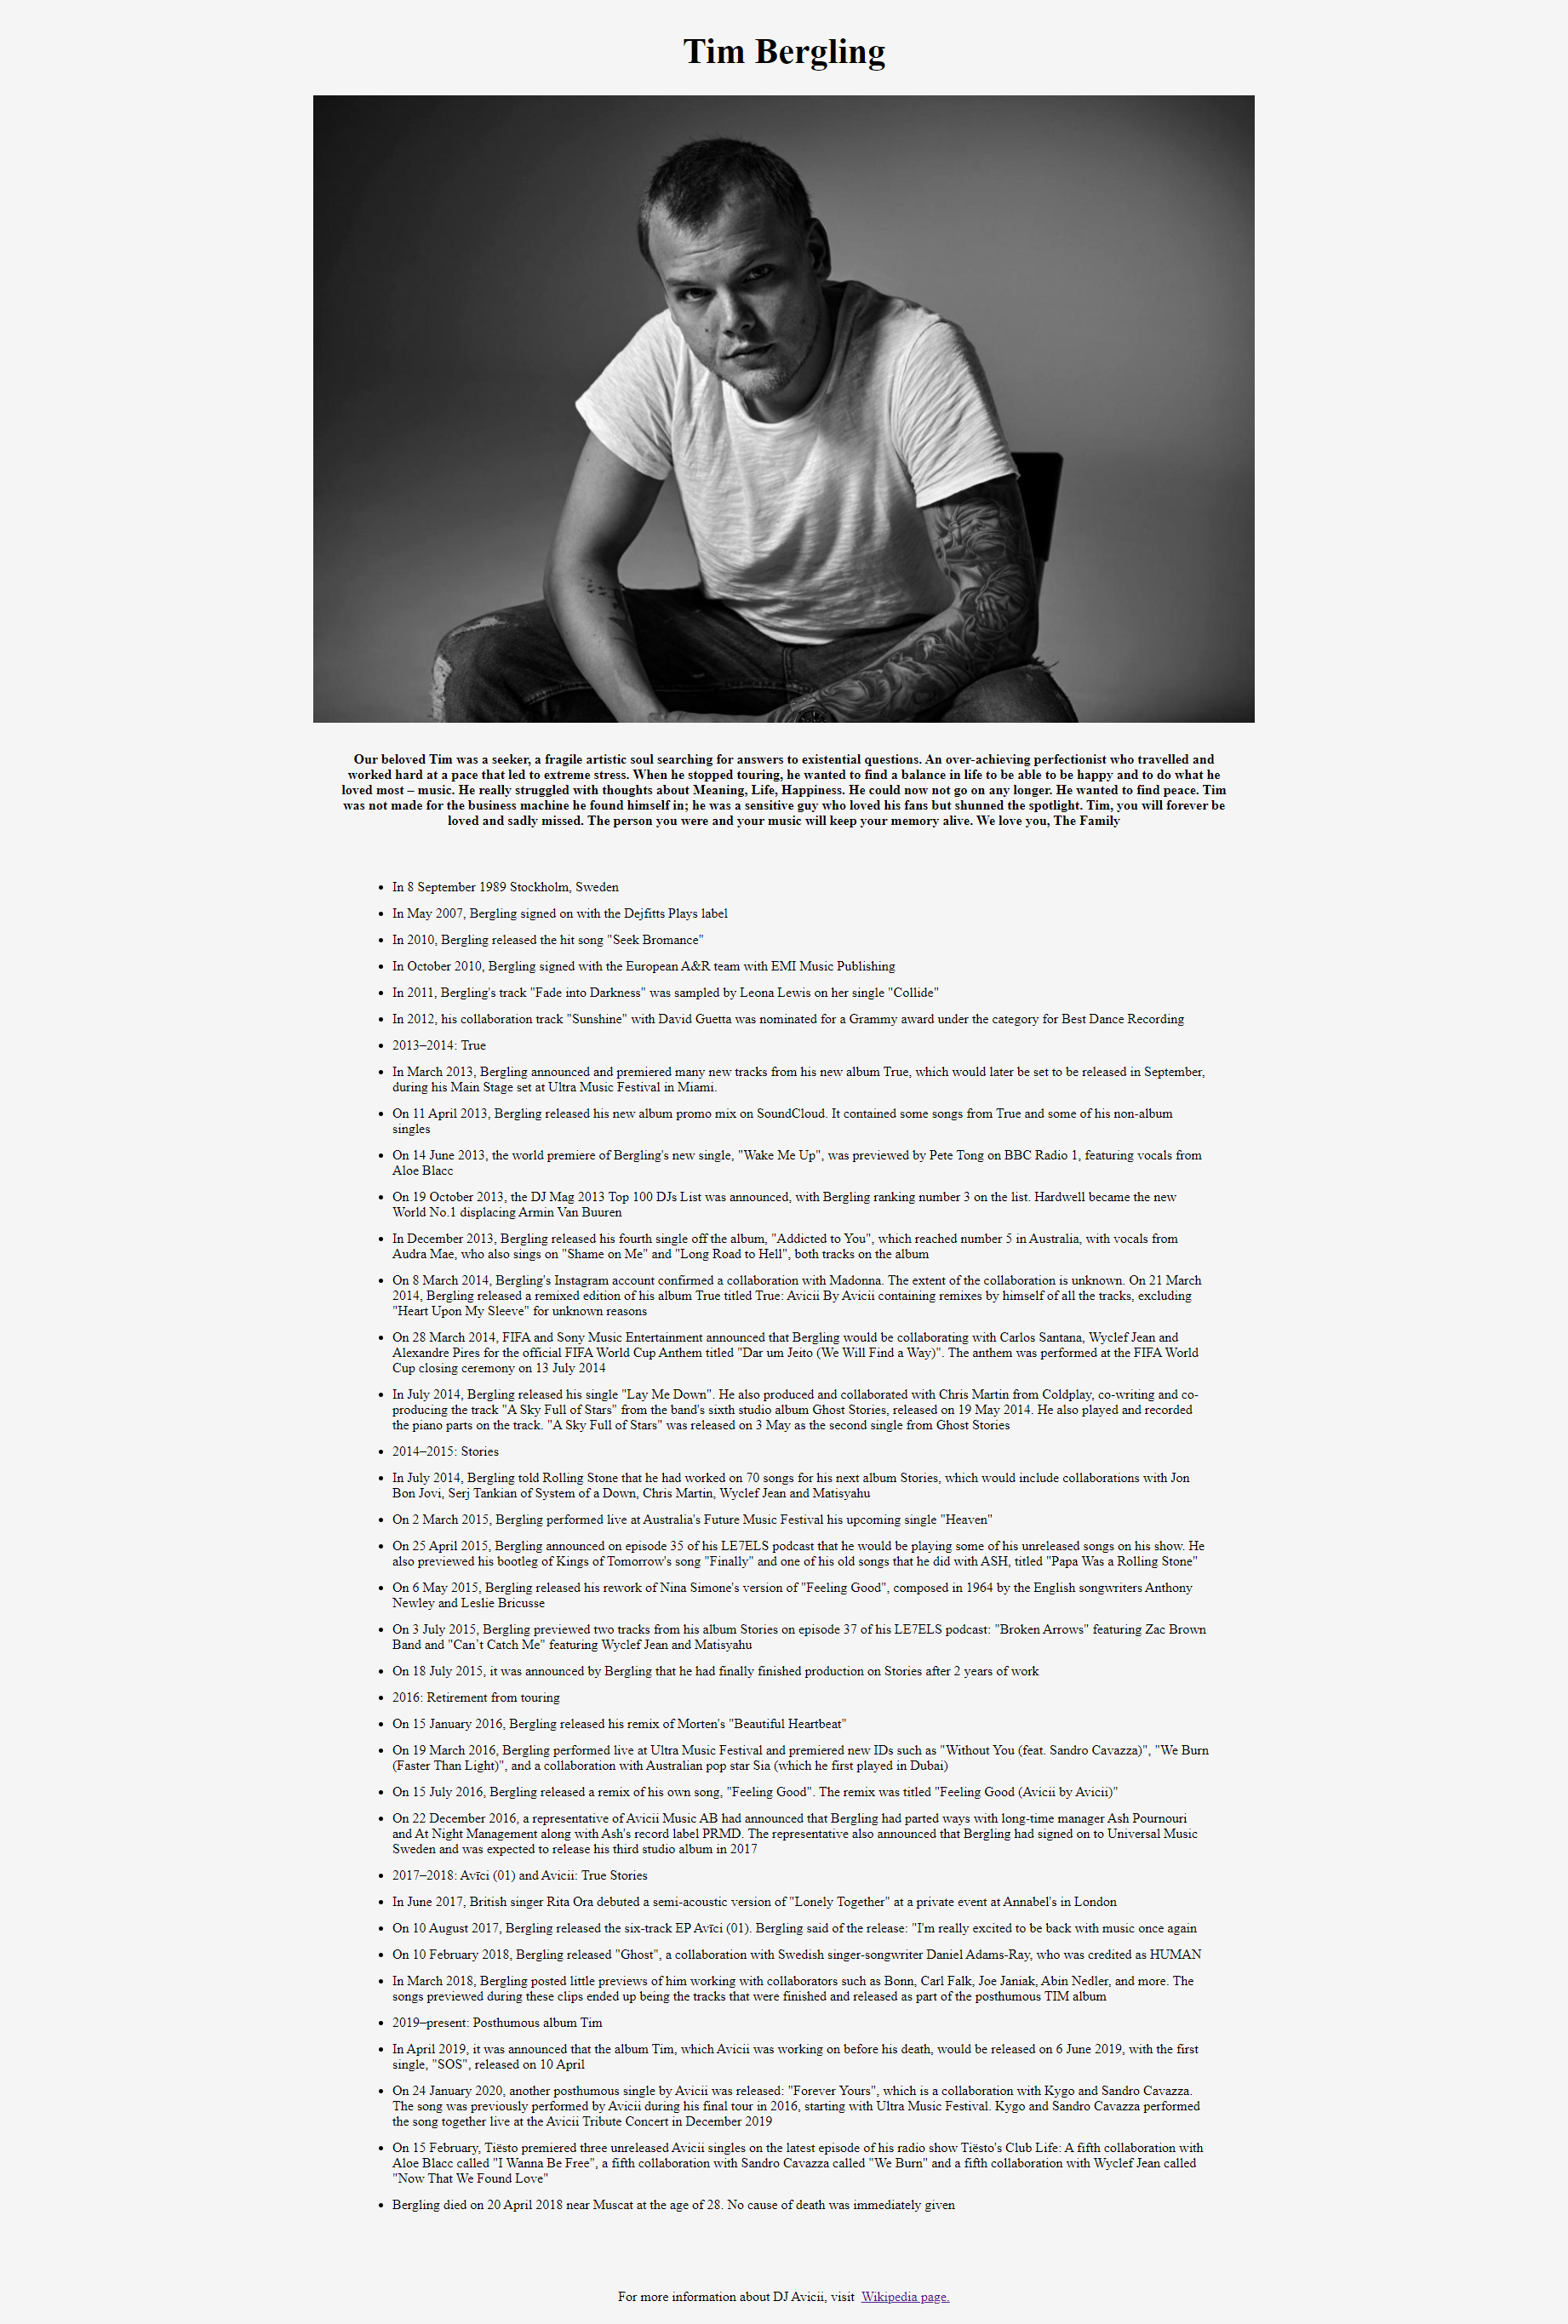 Tim Bergling
Our beloved Tim was a seeker, a fragile artistic soul searching for answers to existential questions. An over-achieving perfectionist who travelled and
worked hard at a pace that led to extreme stress. When he stopped touring, he wanted to find a balance in life to be able to be happy and to do what he
loved most – music. He really struggled with thoughts about Meaning, Life, Happiness. He could now not go on any longer. He wanted to find peace. Tim
was not made for the business machine he found himself in; he was a sensitive guy who loved his fans but shunned the spotlight. Tim, you will forever be
loved and sadly missed. The person you were and your music will keep your memory alive. We love you, The Family
• In 8 September 1989 Stockholm, Sweden
• In May 2007, Bergling signed on with the Dejfitts Plays label
• In 2010, Bergling released the hit song "Seek Bromance"
• In October 2010, Bergling signed with the European A&R team with EMI Music Publishing
• In 2011, Bergling's track "Fade into Darkness" was sampled by Leona Lewis on her single "Collide"
• In 2012, his collaboration track "Sunshine" with David Guetta was nominated for a Grammy award under the category for Best Dance Recording
• 2013–2014: True
• In March 2013, Bergling announced and premiered many new tracks from his new album True, which would later be set to be released in September,
during his Main Stage set at Ultra Music Festival in Miami.
• On 11 April 2013, Bergling released his new album promo mix on SoundCloud. It contained some songs from True and some of his non-album
singles
• On 14 June 2013, the world premiere of Bergling's new single, "Wake Me Up", was previewed by Pete Tong on BBC Radio 1, featuring vocals from
Aloe Blacc
• On 19 October 2013, the DJ Mag 2013 Top 100 DJs List was announced, with Bergling ranking number 3 on the list. Hardwell became the new
World No.1 displacing Armin Van Buuren
• In December 2013, Bergling released his fourth single off the album, "Addicted to You", which reached number 5 in Australia, with vocals from
Audra Mae, who also sings on "Shame on Me" and "Long Road to Hell", both tracks on the album
• On 8 March 2014, Bergling's Instagram account confirmed a collaboration with Madonna. The extent of the collaboration is unknown. On 21 March
2014, Bergling released a remixed edition of his album True titled True: Avicii By Avicii containing remixes by himself of all the tracks, excluding
"Heart Upon My Sleeve" for unknown reasons
• On 28 March 2014, FIFA and Sony Music Entertainment announced that Bergling would be collaborating with Carlos Santana, Wyclef Jean and
Alexandre Pires for the official FIFA World Cup Anthem titled "Dar um Jeito (We Will Find a Way)". The anthem was performed at the FIFA World
Cup closing ceremony on 13 July 2014
• In July 2014, Bergling released his single "Lay Me Down". He also produced and collaborated with Chris Martin from Coldplay, co-writing and co-
producing the track "A Sky Full of Stars" from the band's sixth studio album Ghost Stories, released on 19 May 2014. He also played and recorded
the piano parts on the track. "A Sky Full of Stars" was released on 3 May as the second single from Ghost Stories
• 2014–2015: Stories
• In July 2014, Bergling told Rolling Stone that he had worked on 70 songs for his next album Stories, which would include collaborations with Jon
Bon Jovi, Serj Tankian of System of a Down, Chris Martin, Wyclef Jean and Matisyahu
• On 2 March 2015, Bergling performed live at Australia's Future Music Festival his upcoming single "Heaven"
• On 25 April 2015, Bergling announced on episode 35 of his LE7ELS podcast that he would be playing some of his unreleased songs on his show. He
also previewed his bootleg of Kings of Tomorrow's song "Finally" and one of his old songs that he did with ASH, titled "Papa Was a Rolling Stone"
• On 6 May 2015, Bergling released his rework of Nina Simone's version of "Feeling Good", composed in 1964 by the English songwriters Anthony
Newley and Leslie Bricusse
• On 3 July 2015, Bergling previewed two tracks from his album Stories on episode 37 of his LE7ELS podcast: "Broken Arrows" featuring Zac Brown
Band and "Can’t Catch Me" featuring Wyclef Jean and Matisyahu
• On 18 July 2015, it was announced by Bergling that he had finally finished production on Stories after 2 years of work
• 2016: Retirement from touring
• On 15 January 2016, Bergling released his remix of Morten's "Beautiful Heartbeat"
• On 19 March 2016, Bergling performed live at Ultra Music Festival and premiered new IDs such as "Without You (feat. Sandro Cavazza)", "We Burn
(Faster Than Light)", and a collaboration with Australian pop star Sia (which he first played in Dubai)
• On 15 July 2016, Bergling released a remix of his own song, "Feeling Good". The remix was titled "Feeling Good (Avicii by Avicii)"
• On 22 December 2016, a representative of Avicii Music AB had announced that Bergling had parted ways with long-time manager Ash Pournouri
and At Night Management along with Ash's record label PRMD. The representative also announced that Bergling had signed on to Universal Music
Sweden and was expected to release his third studio album in 2017
• 2017–2018: Avīci (01) and Avicii: True Stories
• In June 2017, British singer Rita Ora debuted a semi-acoustic version of "Lonely Together" at a private event at Annabel's in London
• On 10 August 2017, Bergling released the six-track EP Avīci (01). Bergling said of the release: "I'm really excited to be back with music once again
• On 10 February 2018, Bergling released "Ghost", a collaboration with Swedish singer-songwriter Daniel Adams-Ray, who was credited as HUMAN
• In March 2018, Bergling posted little previews of him working with collaborators such as Bonn, Carl Falk, Joe Janiak, Abin Nedler, and more. The
songs previewed during these clips ended up being the tracks that were finished and released as part of the posthumous TIM album
• 2019–present: Posthumous album Tim
• In April 2019, it was announced that the album Tim, which Avicii was working on before his death, would be released on 6 June 2019, with the first
single, "SOS", released on 10 April
• On 24 January 2020, another posthumous single by Avicii was released: "Forever Yours", which is a collaboration with Kygo and Sandro Cavazza.
The song was previously performed by Avicii during his final tour in 2016, starting with Ultra Music Festival. Kygo and Sandro Cavazza performed
the song together live at the Avicii Tribute Concert in December 2019
• On 15 February, Tiësto premiered three unreleased Avicii singles on the latest episode of his radio show Tiësto's Club Life: A fifth collaboration with
Aloe Blacc called "I Wanna Be Free", a fifth collaboration with Sandro Cavazza called "We Burn" and a fifth collaboration with Wyclef Jean called
"Now That We Found Love"
• Bergling died on 20 April 2018 near Muscat at the age of 28. No cause of death was immediately given
For more information about DJ Avicii, visit Wikipedia page.